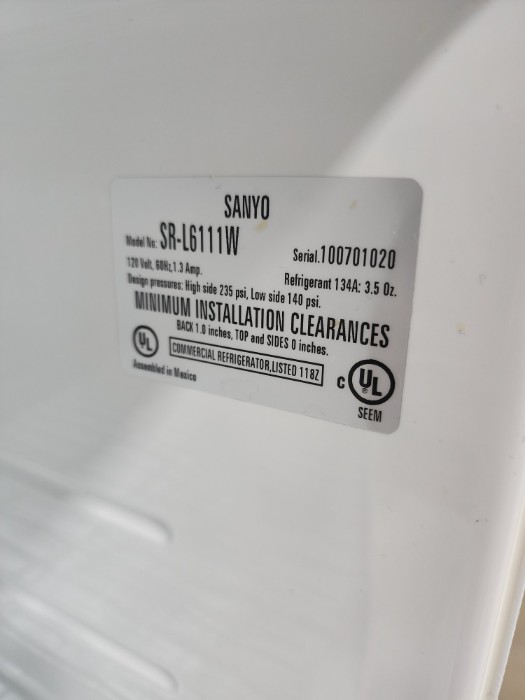 SANYO
Model No: SR-L6111W
Serial.100701020
120 Volt, 60Hz,1.3 Amp.
Refrigerant 134A: 3.5 Oz.
Design pressures: High side 235 psi, Low side 140 psi.
MINIMUM INSTALLATION CLEARANCES
BACK 1.0 inches, TOP and SIDES 0 inches.
UL
COMMERCIAL REFRIGERATOR,LISTED 118Z
C UL
®
SEEM
Assembled in Mexico